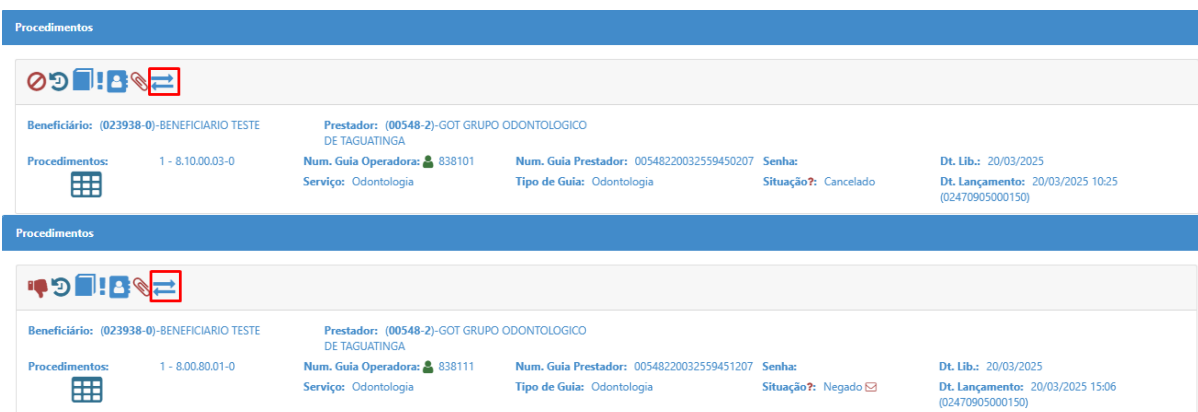 Procedimentos
Beneficiário: (023938-0)-BENEFICIARIO TESTE Prestador: (00548-2)-GOT GRUPO ODONTOLOGICO
DE TAGUATINGA
Procedimentos: 1 - 8.10.00.03-0 Num. Guia Operadora: 838101 Num. Guia Prestador: 00548220032559450207 Senha: Dt. Lib.: 20/03/2025
Serviço: Odontologia Tipo de Guia: Odontologia Situação?: Cancelado Dt. Lançamento: 20/03/2025 10:25
(02470905000150)
Procedimentos
Beneficiário: (023938-0)-BENEFICIARIO TESTE Prestador: (00548-2)-GOT GRUPO ODONTOLOGICO
DE TAGUATINGA
Procedimentos: 1 - 8.00.80.01-0 Num. Guia Operadora: 838111 Num. Guia Prestador: 00548220032559451207 Senha: Dt. Lib.: 20/03/2025
Serviço: Odontologia Tipo de Guia: Odontologia Situação?: Negado Dt. Lançamento: 20/03/2025 15:06
(02470905000150)